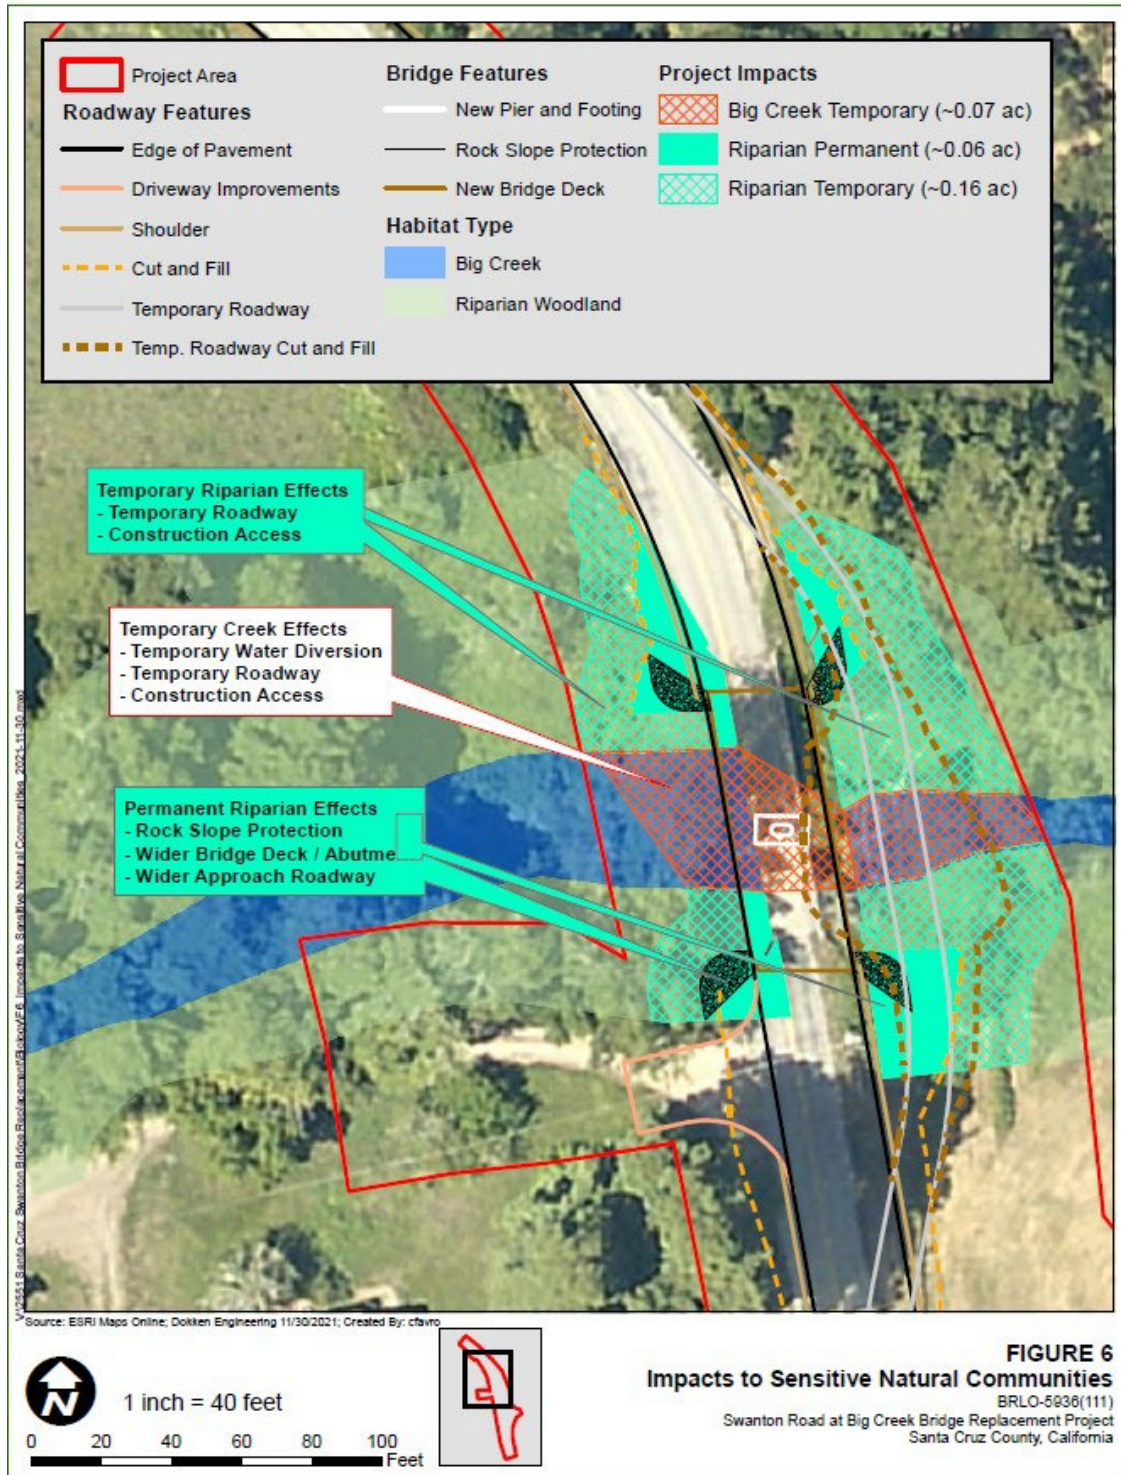 Project Area
Roadway Features
Edge of Pavement
Driveway Improvements
Shoulder
Cut and Fill
Temporary Roadway
Temp. Roadway Cut and Fill
Bridge Features
New Pier and Footing
Rock Slope Protection
New Bridge Deck
Habitat Type
Big Creek
Riparian Woodland
Project Impacts
Big Creek Temporary (~0.07 ac)
Riparian Permanent (~0.06 ac)
Riparian Temporary (~0.16 ac)
Temporary Riparian Effects
- Temporary Roadway
- Construction Access
Temporary Creek Effects
- Temporary Water Diversion
- Temporary Roadway
- Construction Access
Permanent Riparian Effects
- Rock Slope Protection
- Wider Bridge Deck / Abutme
- Wider Approach Roadway
Source: ESRI Maps Online; Dokken Engineering 11/30/2021; Created By: cfavro
N
1 inch = 40 feet
0 20 40 60 80 100
Feet
FIGURE 6
Impacts to Sensitive Natural Communities
BRLO-5936(111)
Swanton Road at Big Creek Bridge Replacement Project
Santa Cruz County, California